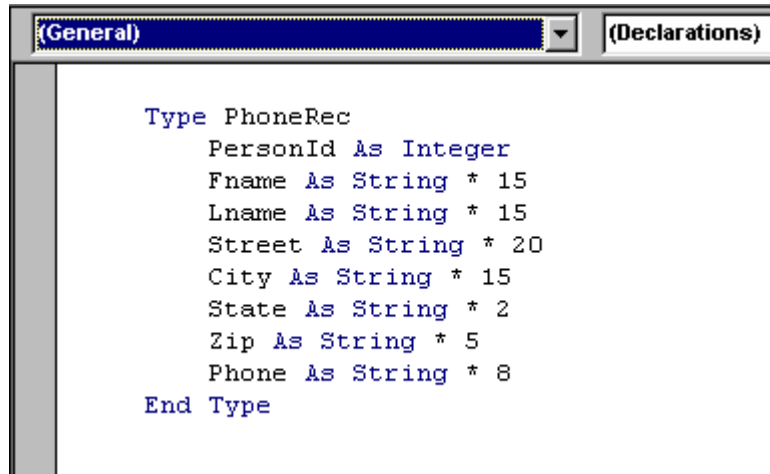 (General) (Declarations)
Type PhoneRec
PersonId As Integer
Fname As String * 15
Lname As String * 15
Street As String * 20
City As String * 15
State As String * 2
Zip As String * 5
Phone As String * 8
End Type